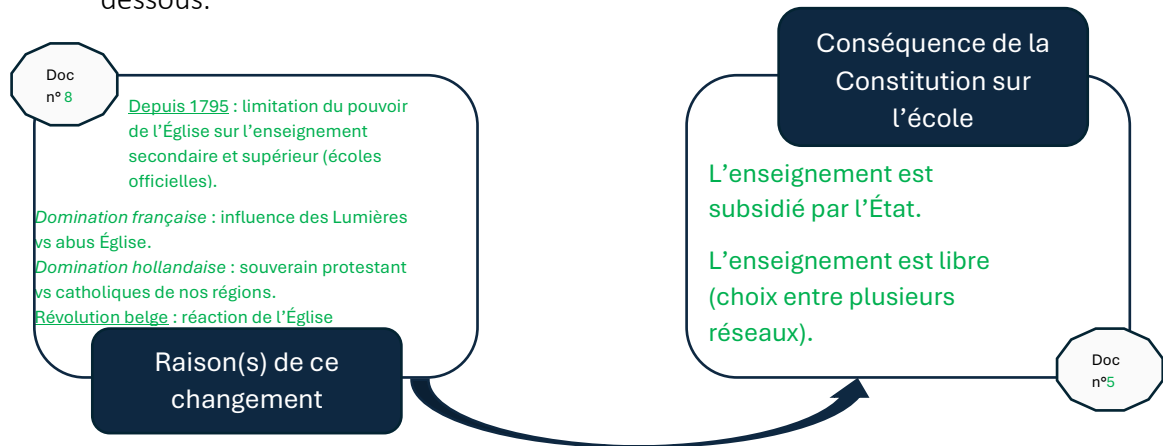 dessous.
Doc
n° 8
Depuis 1795 : limitation du pouvoir
de l'Église sur l'enseignement
secondaire et supérieur (écoles
officielles).
Domination française : influence des Lumières
vs abus Église.
Domination hollandaise : souverain protestant
vs catholiques de nos régions.
Révolution belge : réaction de l'Église
Raison(s) de ce
changement
Conséquence de la
Constitution sur
l'école
L'enseignement est
subsidié par l'État.
L'enseignement est libre
(choix entre plusieurs
réseaux).
Doc
n°5